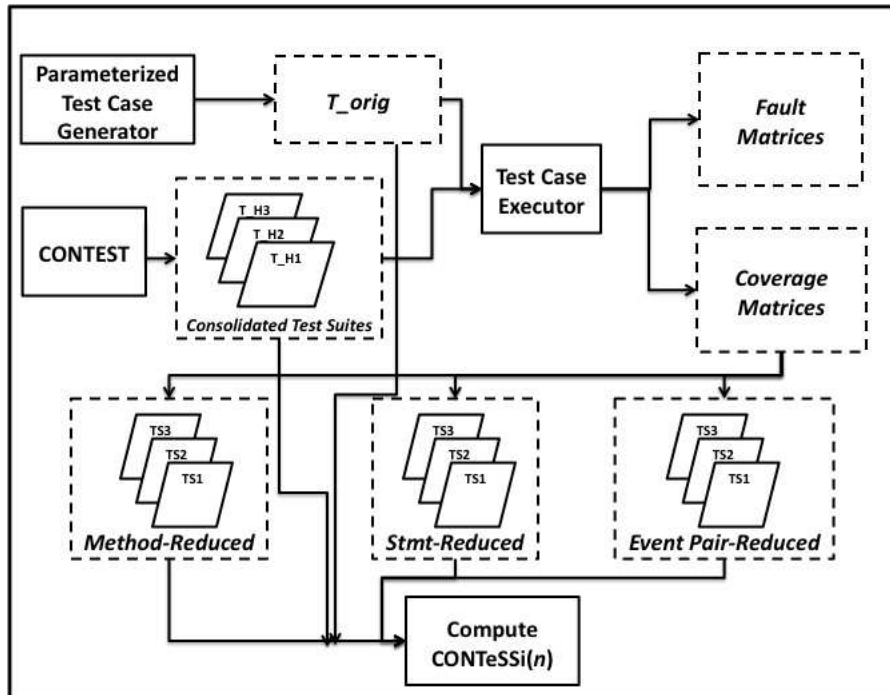 Parameterized
Test Case
Generator
T_orig
Fault
Matrices
Test Case
Executor
CONTEST
T_H3
T_H2
T_H1
Consolidated Test Suites
Coverage
Matrices
TS3
TS2
TS1
Method-Reduced
TS3
TS2
TS1
Stmt-Reduced
TS3
TS2
TS1
Event Pair-Reduced
Compute
CONTeSSi(n)